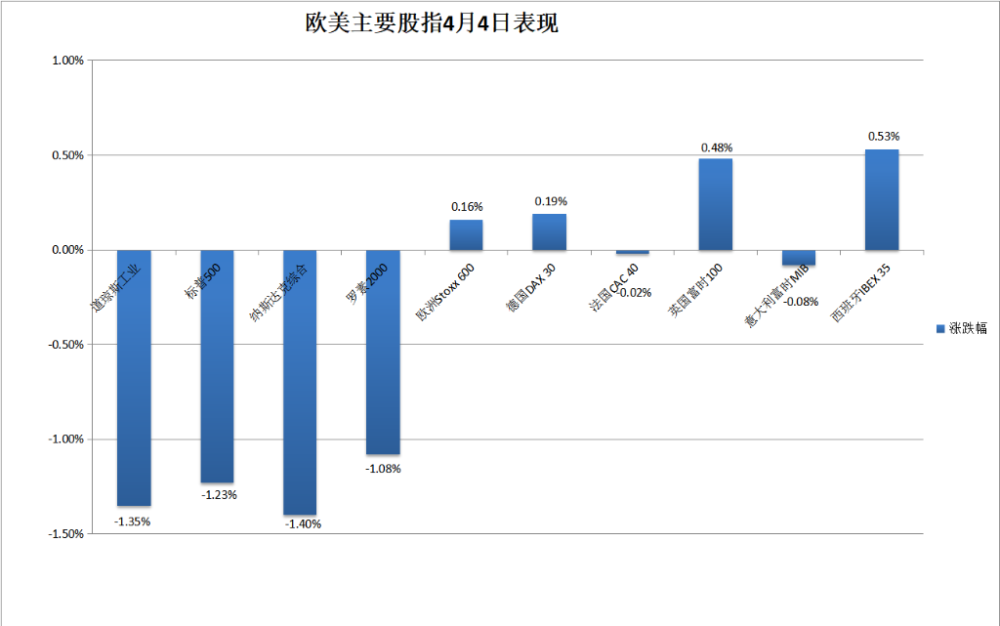 欧美主要股指4月4日表现
1.00%
0.50%
0.00%
-0.50%
-1.00%
-1.50%
-1.35%
-1.23%
-1.40%
-1.08%
0.16%
0.19%
-0.02%
0.48%
-0.08%
0.53%
道琼斯工业
标普500
纳斯达克综合
罗素2000
欧洲Stoxx 600
德国DAX 30
法国CAC 40
英国富时100
意大利富时MIB
西班牙IBEX 35
涨跌幅